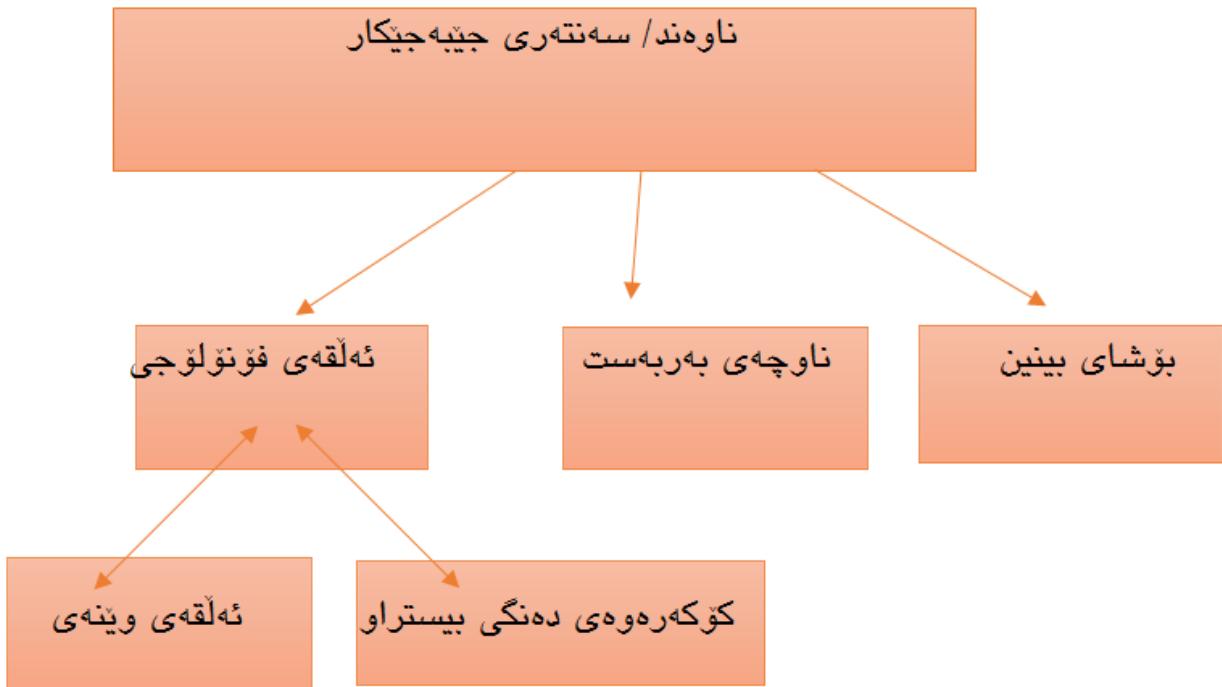 ناوەند/ سەنتەری جێبەجێکار
بۆشای بینین
ناوچەی بەربەست
ئەڵقەی فۆنۆلۆجی
کۆکەرەوەی دەنگی بیستراو
ئەڵقەی وێنەی